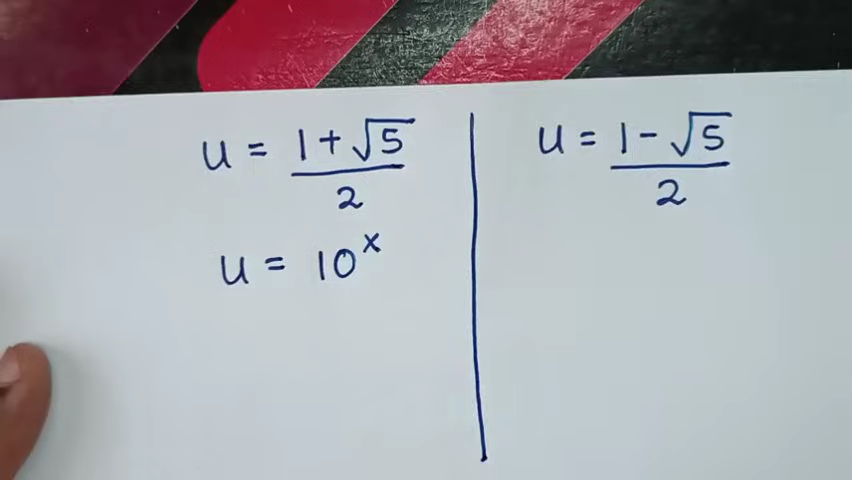 u = (1 + √5)/2
u = 10^x
u = (1 - √5)/2